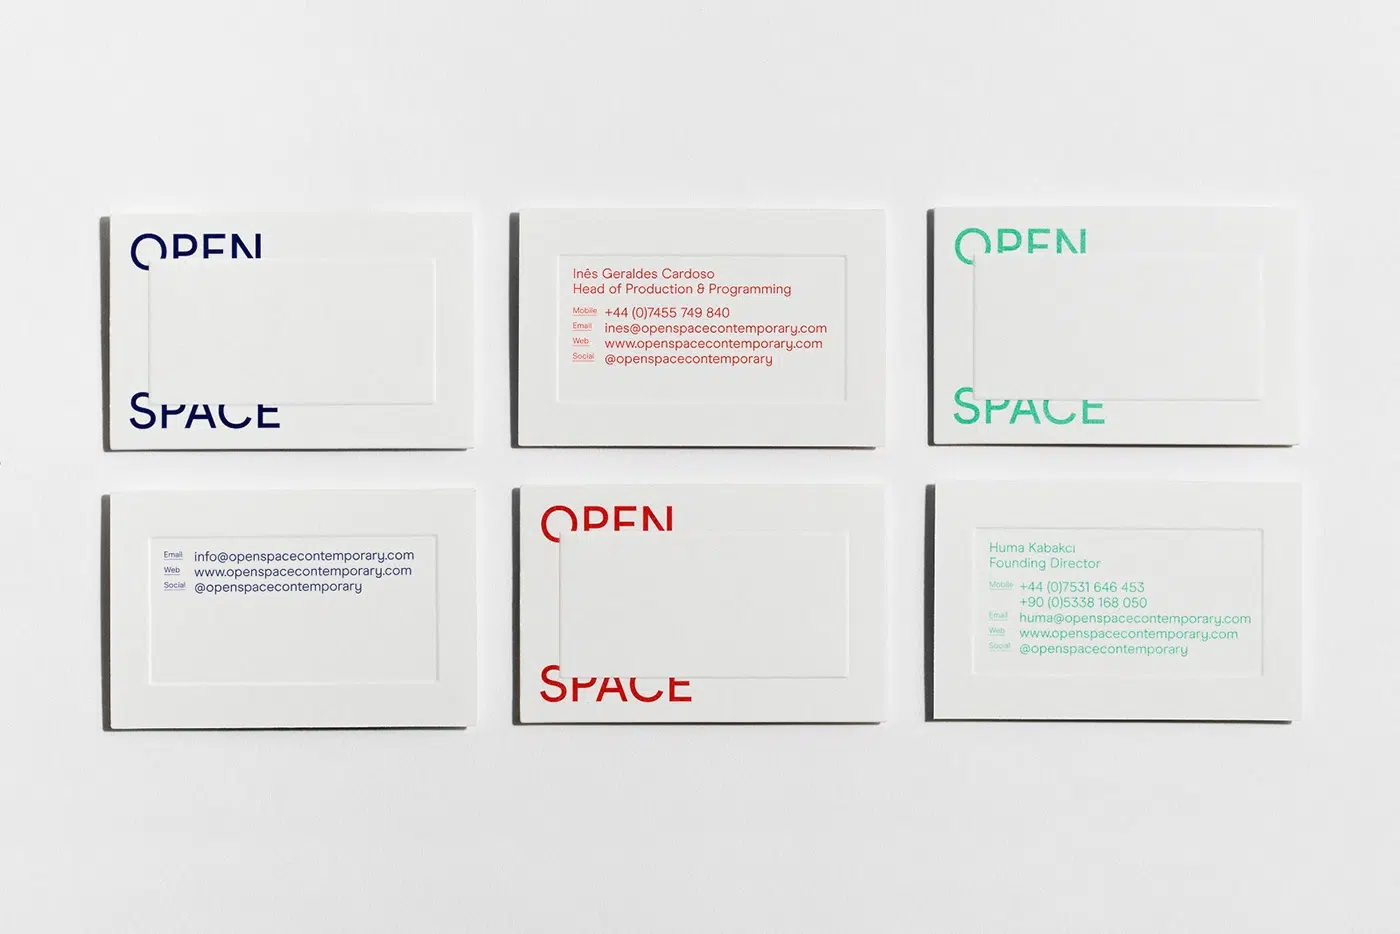 OPEN
SPACE
Inês Geraldes Cardoso
Head of Production & Programming
Mobile +44 (0)7455 749 840
Email ines@openspacecontemporary.com
Web www.openspacecontemporary.com
Social @openspacecontemporary
OPEN
SPACE
Email info@openspacecontemporary.com
Web www.openspacecontemporary.com
Social @openspacecontemporary
OPEN
SPACE
Huma Kabakcı
Founding Director
Mobile +44 (0)7531 646 453
+90 (0)5338 168 050
Email huma@openspacecontemporary.com
Web www.openspacecontemporary.com
Social @openspacecontemporary